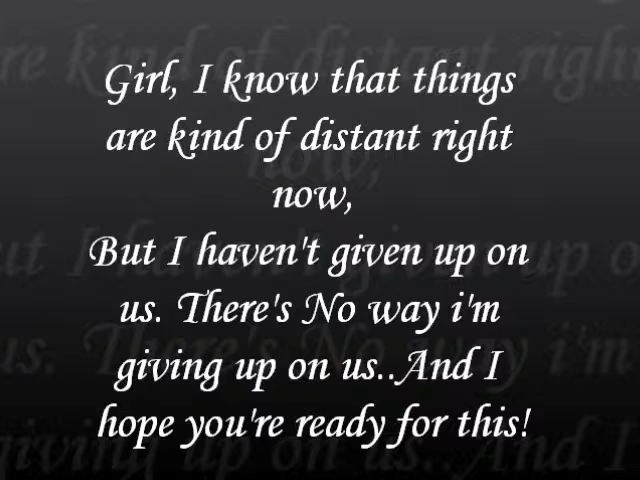 Girl, I know that things
are kind of distant right
now,
But I haven't given up on
us. There's No way i'm
giving up on us..And I
hope you're ready for this!